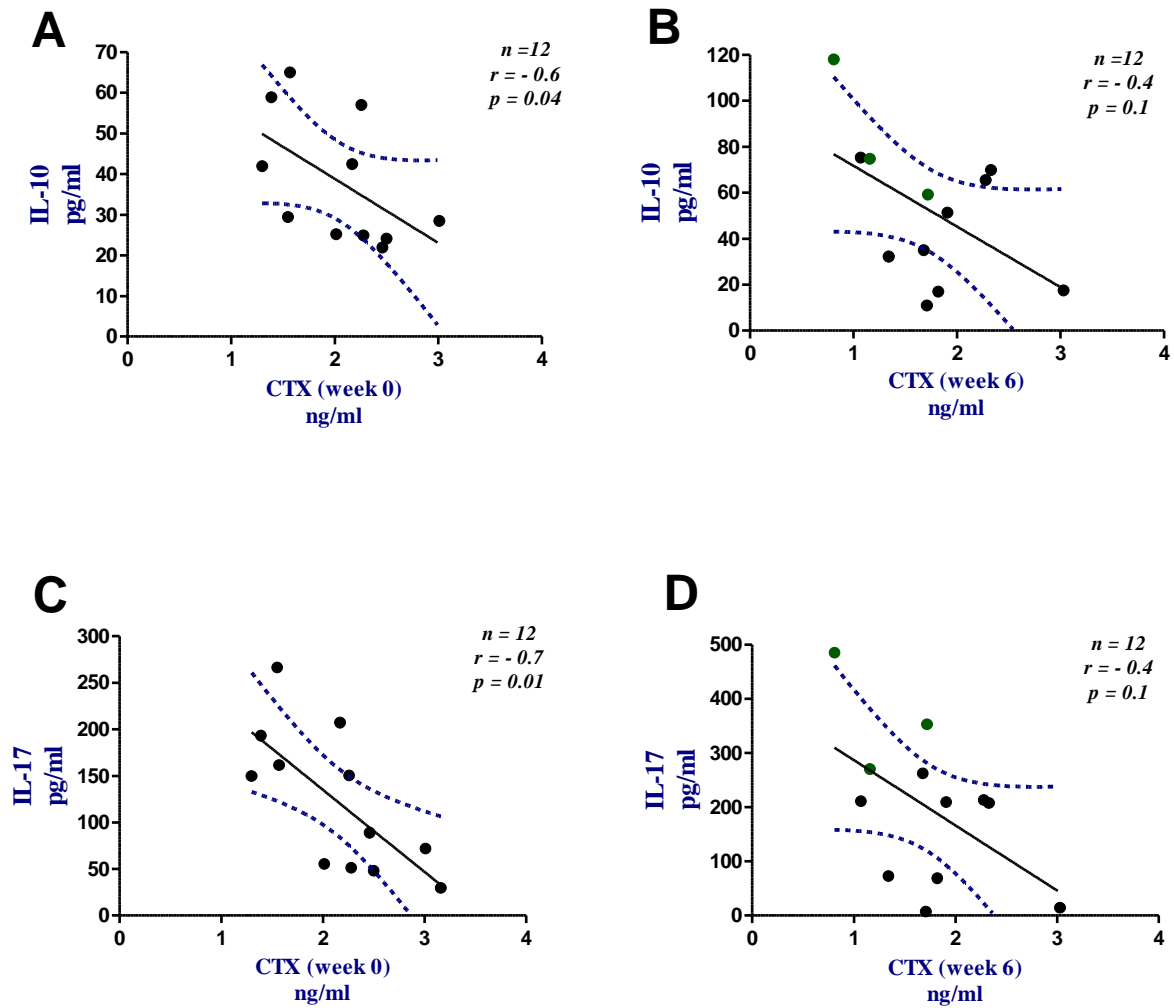 A
n =12
r = - 0.6
p = 0.04
70
60
50
40
30
20
10
0
IL-10
pg/ml
0 1 2 3 4
CTX (week 0)
ng/ml
B
n =12
r = - 0.4
p = 0.1
120
100
80
60
40
20
0
IL-10
pg/ml
0 1 2 3 4
CTX (week 6)
ng/ml
C
n = 12
r = - 0.7
p = 0.01
300
250
200
150
100
50
0
IL-17
pg/ml
0 1 2 3 4
CTX (week 0)
ng/ml
D
n = 12
r = - 0.4
p = 0.1
500
400
300
200
100
0
IL-17
pg/ml
0 1 2 3 4
CTX (week 6)
ng/ml